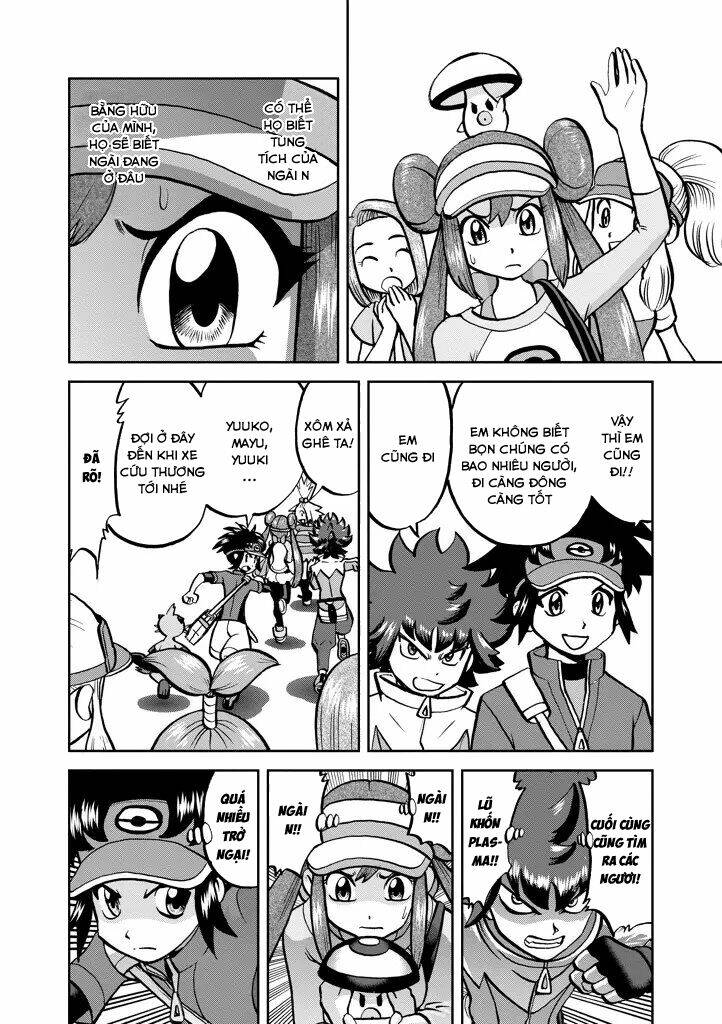 CÓ THỂ
HỌ BIẾT
TUNG
TÍCH CỦA
NGÀI N
BẰNG HỮU
CỦA MÌNH,
HỌ SẼ BIẾT
NGÀI ĐANG
Ở ĐÂU
VẬY
THÌ EM
CŨNG
ĐI!!
EM KHÔNG BIẾT
BỌN CHÚNG CÓ
BAO NHIÊU NGƯỜI,
ĐI CÀNG ĐÔNG
CÀNG TỐT
EM
CŨNG ĐI
XÔM XẢ
GHÊ TA!
YUUKO,
MAYU,
YUUKI
...
ĐỢI Ở ĐÂY
ĐẾN KHI XE
CỨU THƯƠNG
TỚI NHÉ
ĐÃ
RÕ!
CUỐI CÙNG
CŨNG TÌM
RA CÁC
NGƯƠI!
LŨ
KHỐN
PLAS-
MA!!
NGÀI
N!!
NGÀI
N!!
QUÁ
NHIỀU
TRỞ
NGẠI!